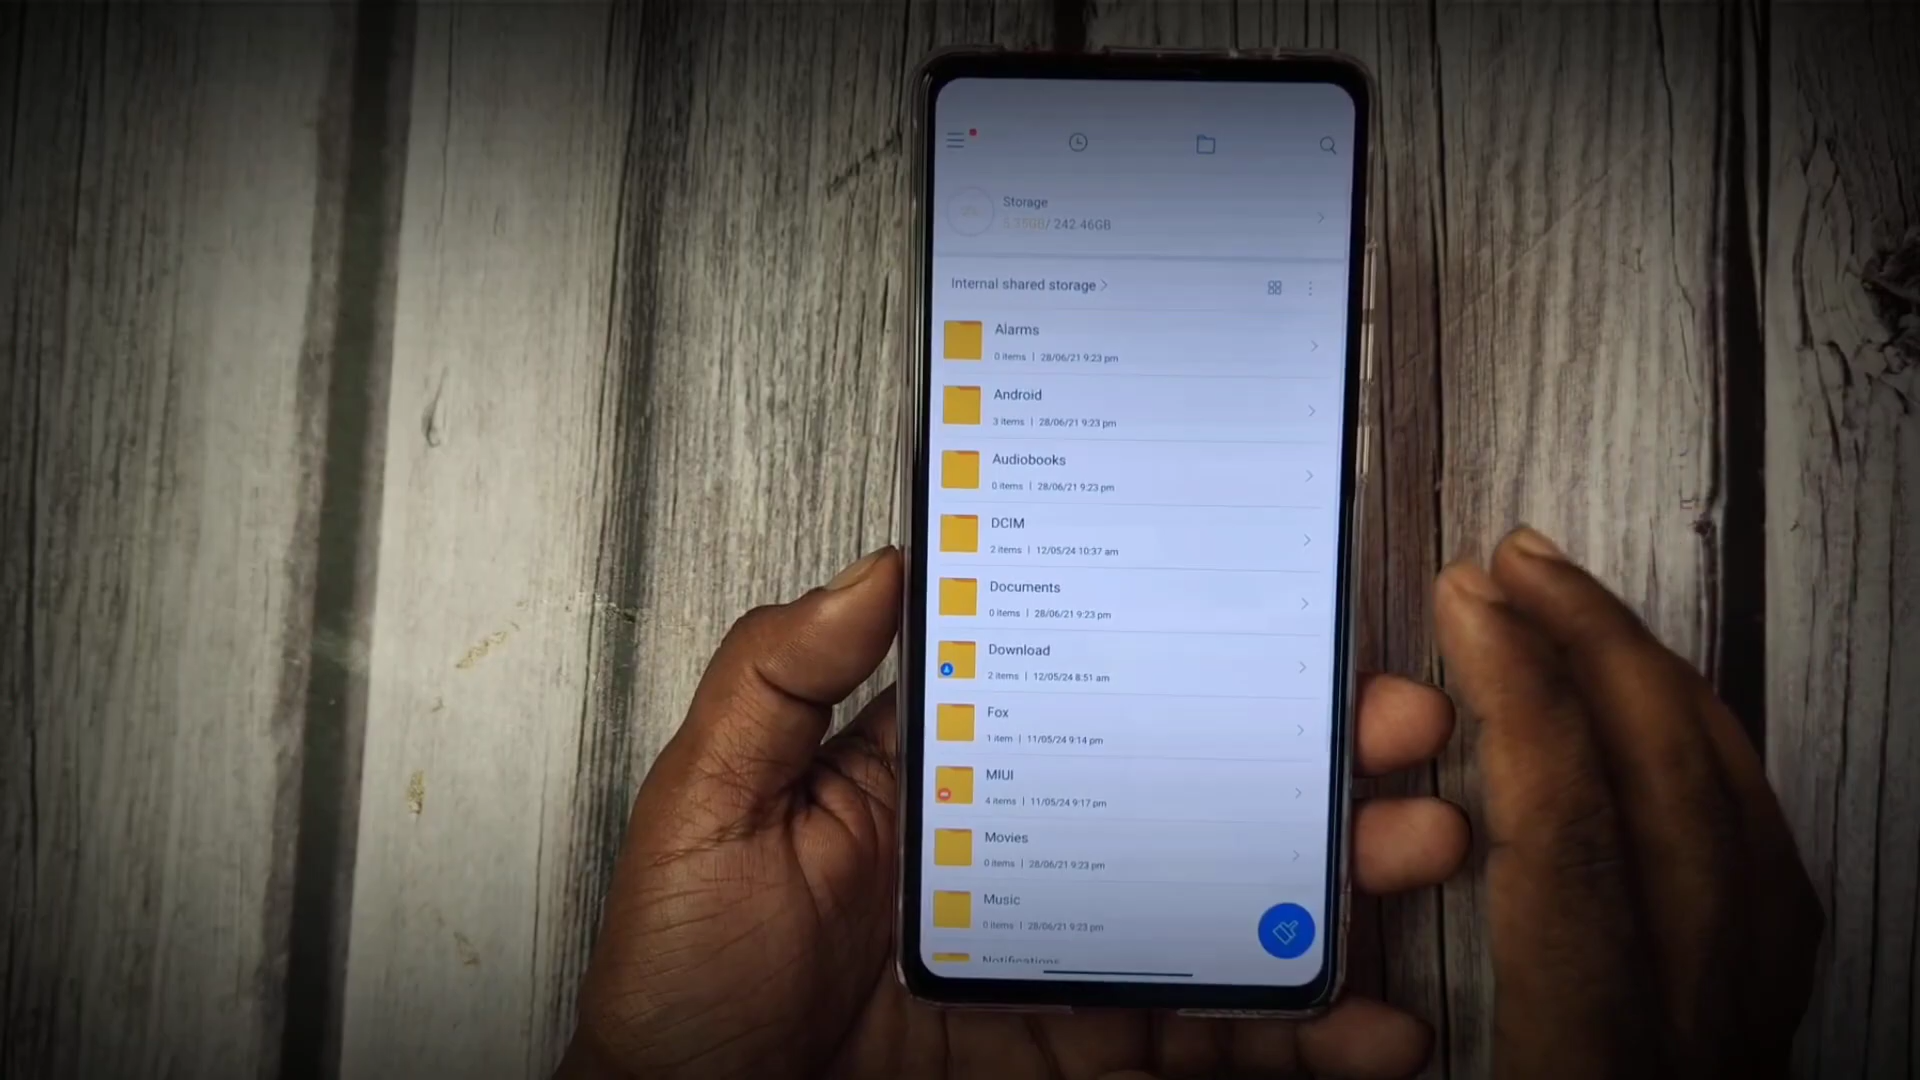 Storage
5.35GB/ 242.46GB
Internal shared storage
Alarms
0 items | 28/06/21 9:23 pm
Android
3 items | 28/06/21 9:23 pm
Audiobooks
0 items | 28/06/21 9:23 pm
DCIM
2 items | 12/05/24 10:37 am
Documents
0 items | 28/06/21 9:23 pm
Download
2 items | 12/05/24 8:51 am
Fox
1 item | 11/05/24 9:14 pm
MIUI
4 items | 11/05/24 9:17 pm
Movies
0 items | 28/06/21 9:23 pm
Music
0 items | 28/06/21 9:23 pm
Notifications